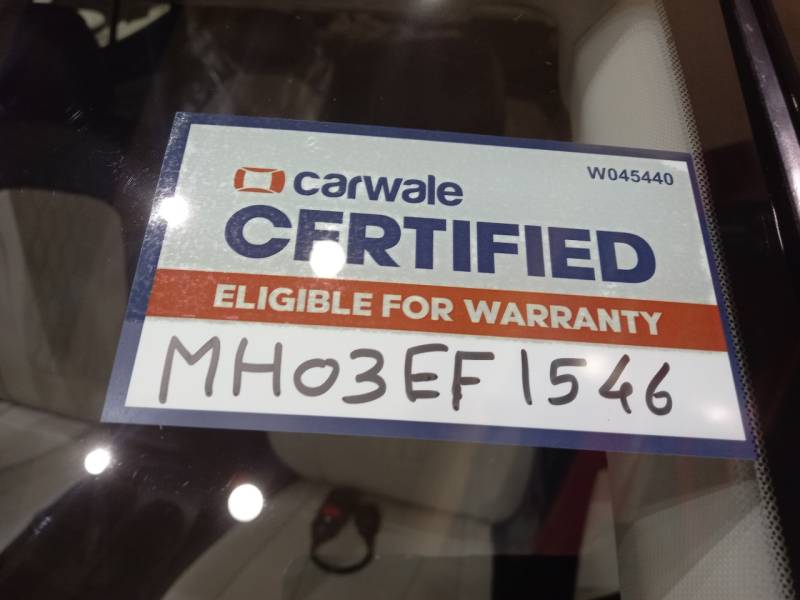 W045440
carwale
CERTIFIED
ELIGIBLE FOR WARRANTY
MH03EF1546